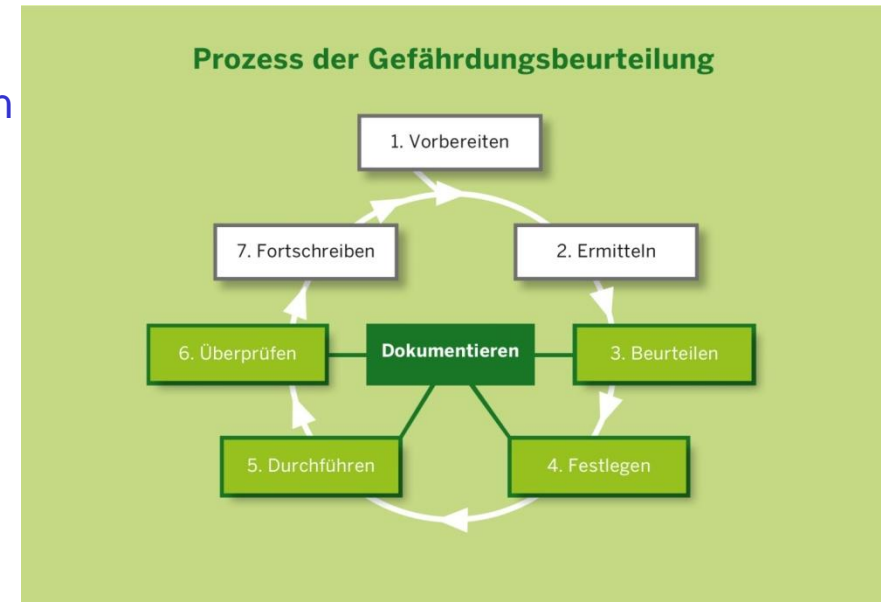 Prozess der Gefährdungsbeurteilung
n
1. Vorbereiten
7. Fortschreiben
2. Ermitteln
6. Überprüfen
Dokumentieren
3. Beurteilen
5. Durchführen
4. Festlegen